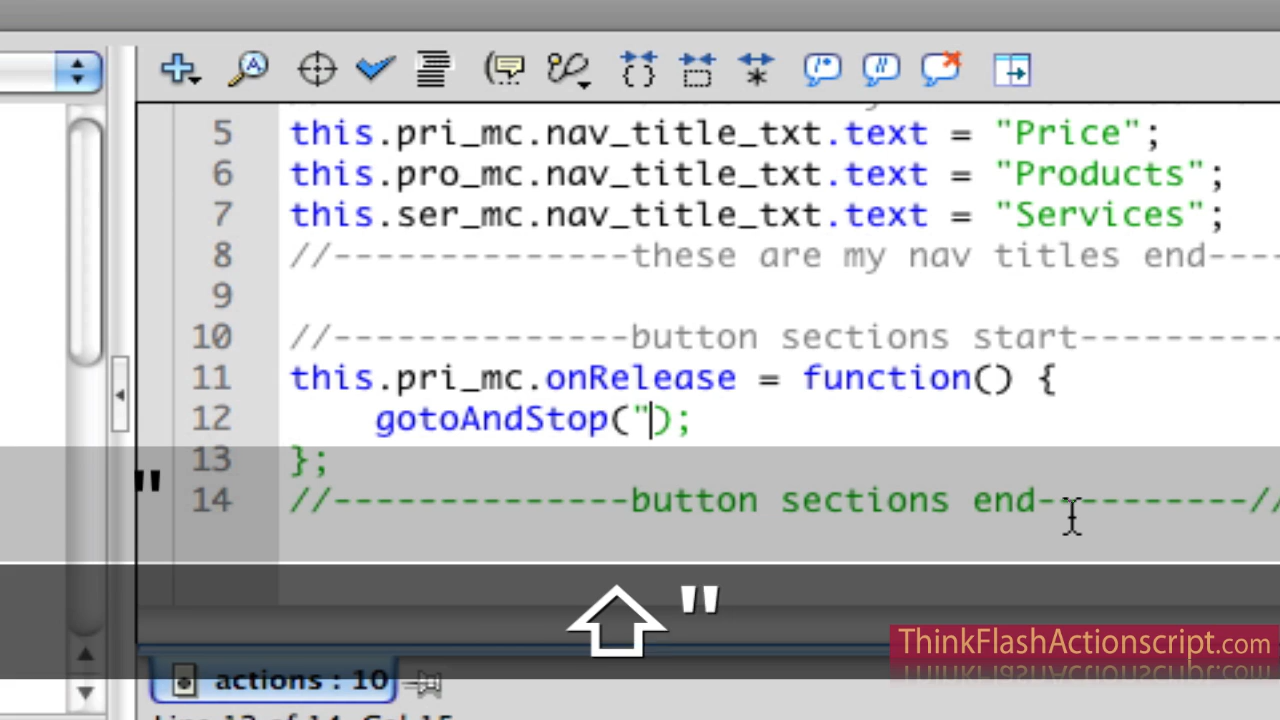 5 this.pri_mc.nav_title_txt.text = "Price";
6 this.pro_mc.nav_title_txt.text = "Products";
7 this.ser_mc.nav_title_txt.text = "Services";
8 //--------------these are my nav titles end----
9
10 //--------------button sections start----------
11 this.pri_mc.onRelease = function() {
12 gotoAndStop(");
13 };
14 //--------------button sections end----------//
"
"
ThinkFlashActionscript.com
actions : 10